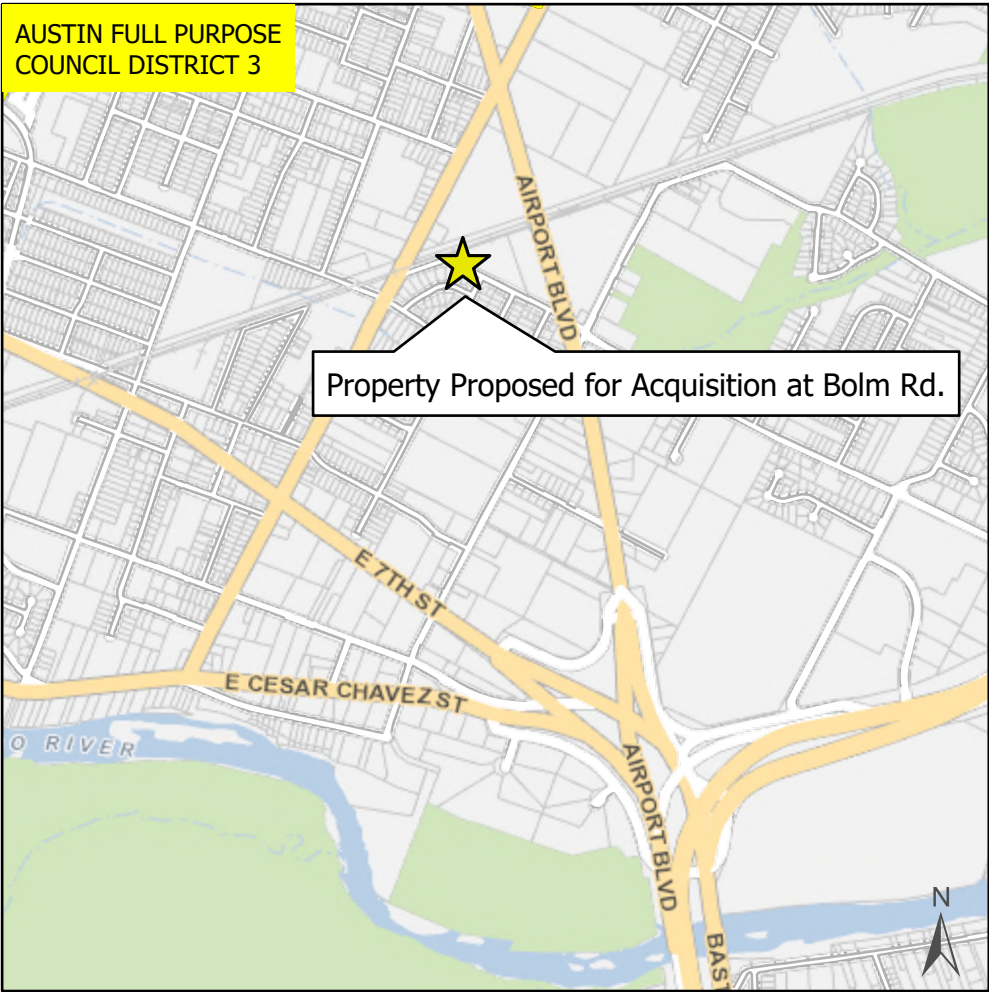 AUSTIN FULL PURPOSE
COUNCIL DISTRICT 3
AIRPORT BLVD
Property Proposed for Acquisition at Bolm Rd.
E 7TH ST
E CESAR CHAVEZ ST
O RIVER
AIRPORT BLVD
N
BAST